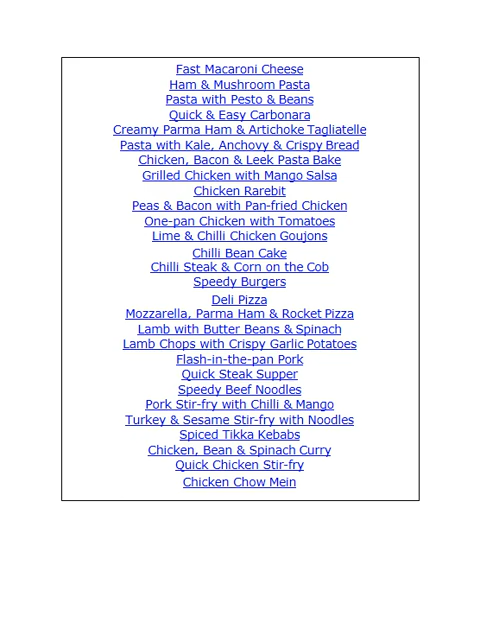 Fast Macaroni Cheese
Ham & Mushroom Pasta
Pasta with Pesto & Beans
Quick & Easy Carbonara
Creamy Parma Ham & Artichoke Tagliatelle
Pasta with Kale, Anchovy & Crispy Bread
Chicken, Bacon & Leek Pasta Bake
Grilled Chicken with Mango Salsa
Chicken Rarebit
Peas & Bacon with Pan-fried Chicken
One-pan Chicken with Tomatoes
Lime & Chilli Chicken Goujons
Chilli Bean Cake
Chilli Steak & Corn on the Cob
Speedy Burgers
Deli Pizza
Mozzarella, Parma Ham & Rocket Pizza
Lamb with Butter Beans & Spinach
Lamb Chops with Crispy Garlic Potatoes
Flash-in-the-pan Pork
Quick Steak Supper
Speedy Beef Noodles
Pork Stir-fry with Chilli & Mango
Turkey & Sesame Stir-fry with Noodles
Spiced Tikka Kebabs
Chicken, Bean & Spinach Curry
Quick Chicken Stir-fry
Chicken Chow Mein